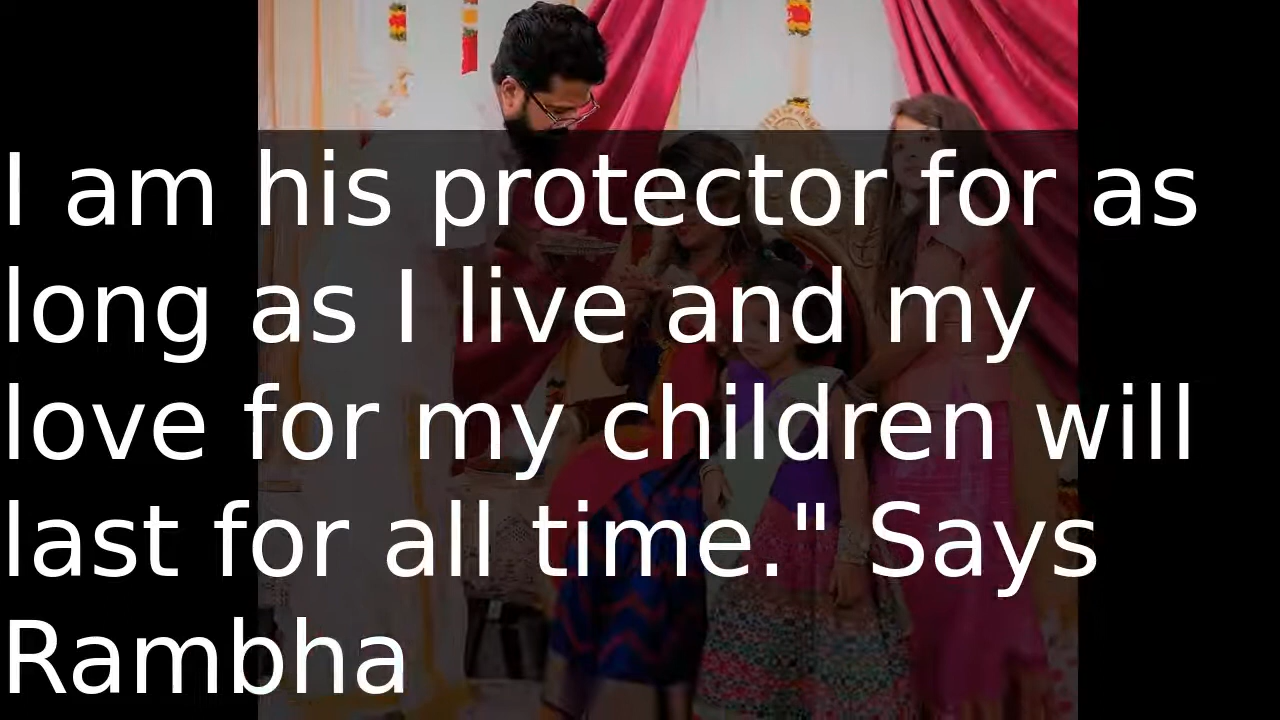 I am his protector for as
long as I live and my
love for my children will
last for all time." Says
Rambha